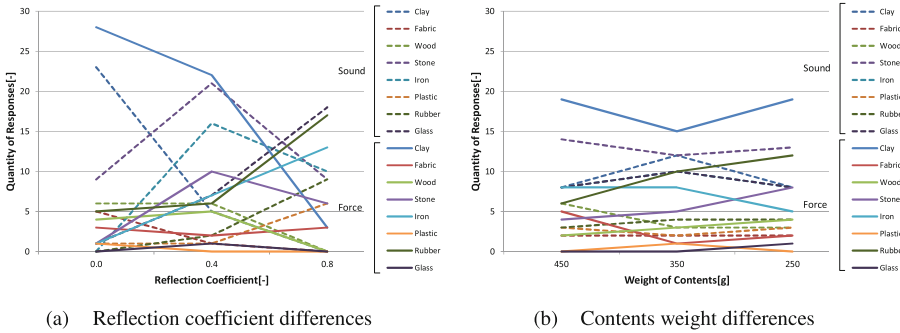 30
25
20
15
10
5
0
Quantity of Responses[-]
0.0
0.4
0.8
Reflection Coefficient[-]
Sound
Clay
Fabric
Wood
Stone
Iron
Plastic
Rubber
Glass
Force
Clay
Fabric
Wood
Stone
Iron
Plastic
Rubber
Glass
(a) Reflection coefficient differences
30
25
20
15
10
5
0
Quantity of Responses[-]
450
350
250
Weight of Contents[g]
Sound
Clay
Fabric
Wood
Stone
Iron
Plastic
Rubber
Glass
Force
Clay
Fabric
Wood
Stone
Iron
Plastic
Rubber
Glass
(b) Contents weight differences